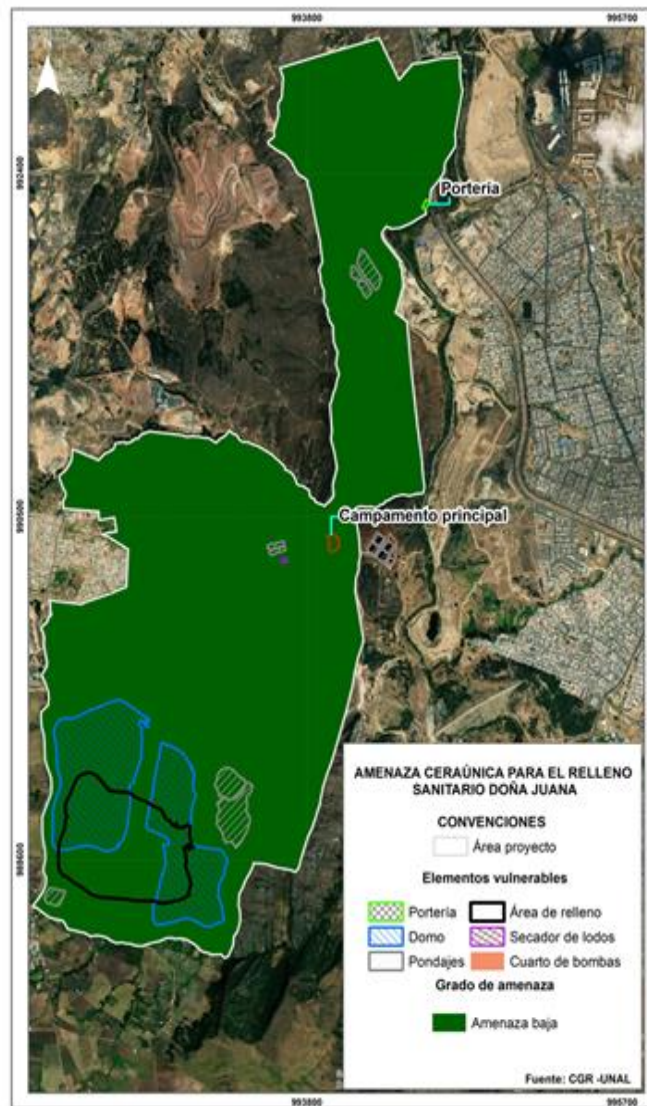 993800
995700
992400
Portería
990500
Campamento principal
988600
AMENAZA CERAÚNICA PARA EL RELLENO
SANITARIO DOÑA JUANA
CONVENCIONES
Área proyecto
Elementos vulnerables
Portería
Área de relleno
Domo
Secador de lodos
Pondajes
Cuarto de bombas
Grado de amenaza
Amenaza baja
Fuente: CGR -UNAL
993800
995700